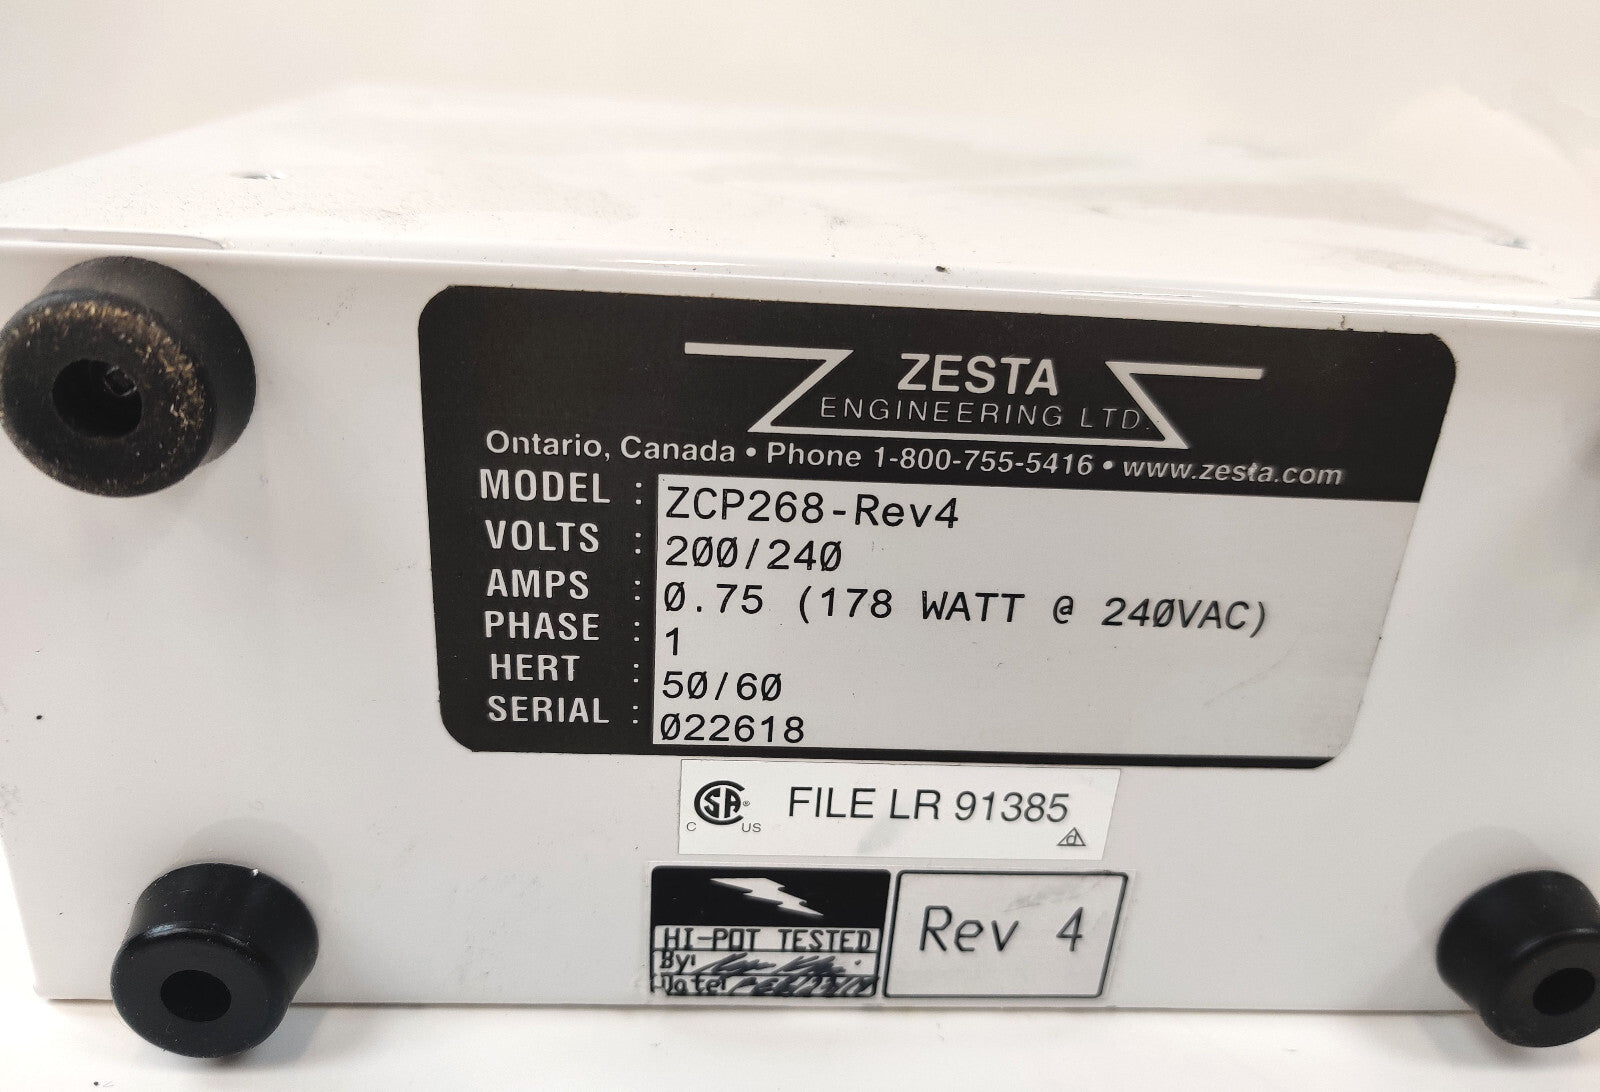 ZESTA
ENGINEERING LTD.
Ontario, Canada • Phone 1-800-755-5416 • www.zesta.com
MODEL : ZCP268-Rev4
VOLTS : 200/240
AMPS : 0.75 (178 WATT @ 240VAC)
PHASE : 1
HERT : 50/60
SERIAL : 022618
CSA® C US FILE LR 91385
d
HI-POT TESTED
By:
Date:
Rev 4